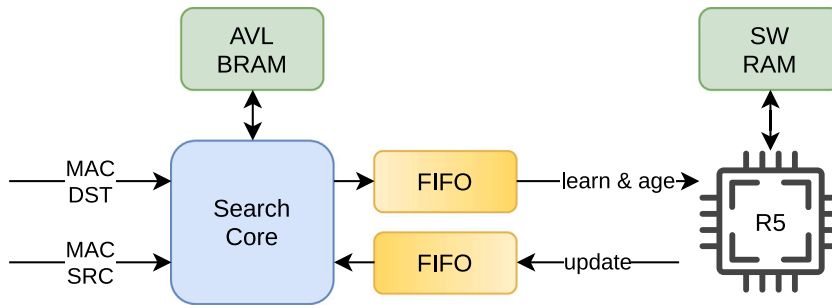 AVL
BRAM
SW
RAM
MAC
DST
MAC
SRC
Search
Core
FIFO
learn & age
FIFO
update
R5